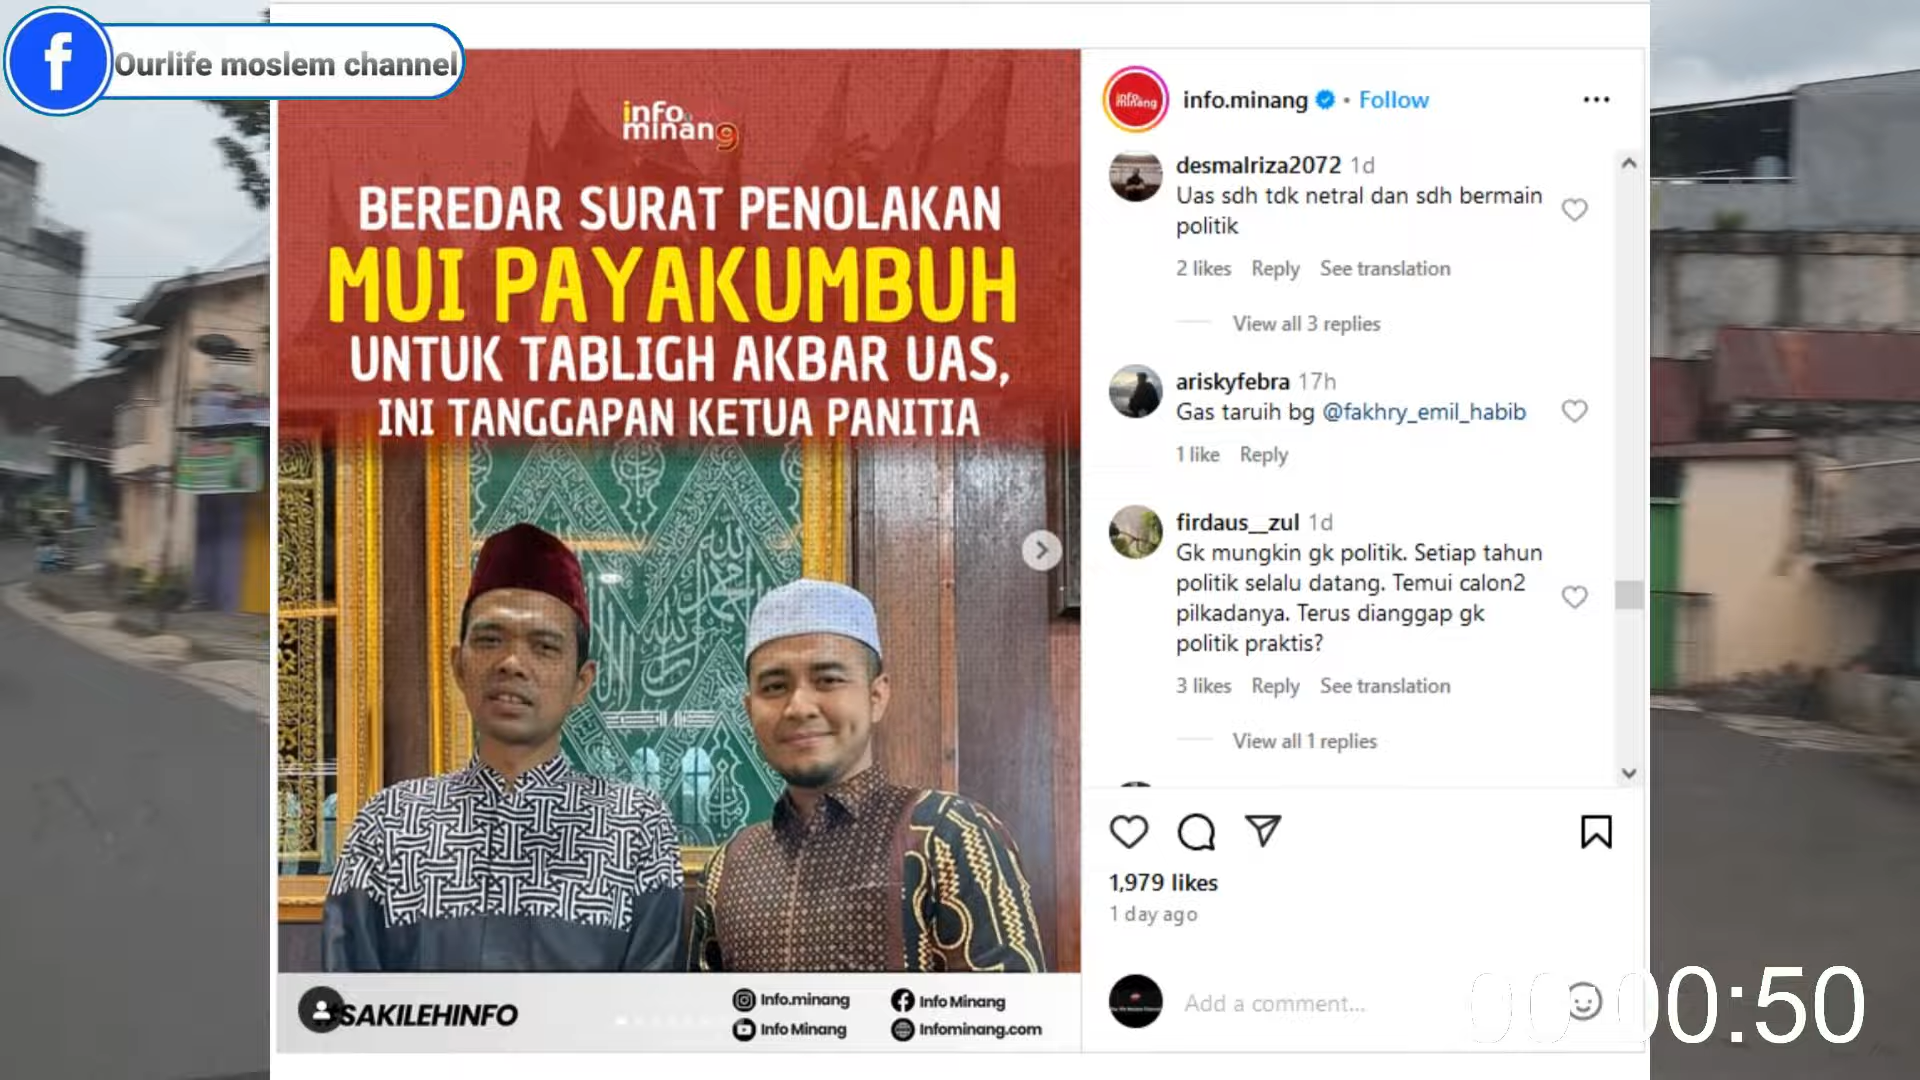 Ourlife moslem channel
info
minang
BEREDAR SURAT PENOLAKAN
MUI PAYAKUMBUH
UNTUK TABLIGH AKBAR UAS,
INI TANGGAPAN KETUA PANITIA
#SAKILEHINFO
Info.minang
Info Minang
Info Minang
Infominang.com
info.minang • Follow
desmalriza2072 1d
Uas sdh tdk netral dan sdh bermain
politik
2 likes Reply See translation
View all 3 replies
ariskyfebra 17h
Gas taruih bg @fakhry_emil_habib
1 like Reply
firdaus__zul 1d
Gk mungkin gk politik. Setiap tahun
politik selalu datang. Temui calon2
pilkadanya. Terus dianggap gk
politik praktis?
3 likes Reply See translation
View all 1 replies
1,979 likes
1 day ago
Add a comment...
00:00:50